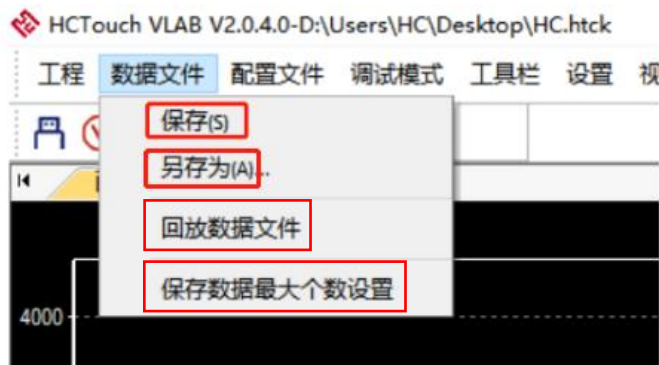 HCTouch VLAB V2.0.4.0-D:\Users\HC\Desktop\HC.htck
工程 数据文件 配置文件 调试模式 工具栏 设置
保存(S)
另存为(A)...
回放数据文件
保存数据最大个数设置
4000